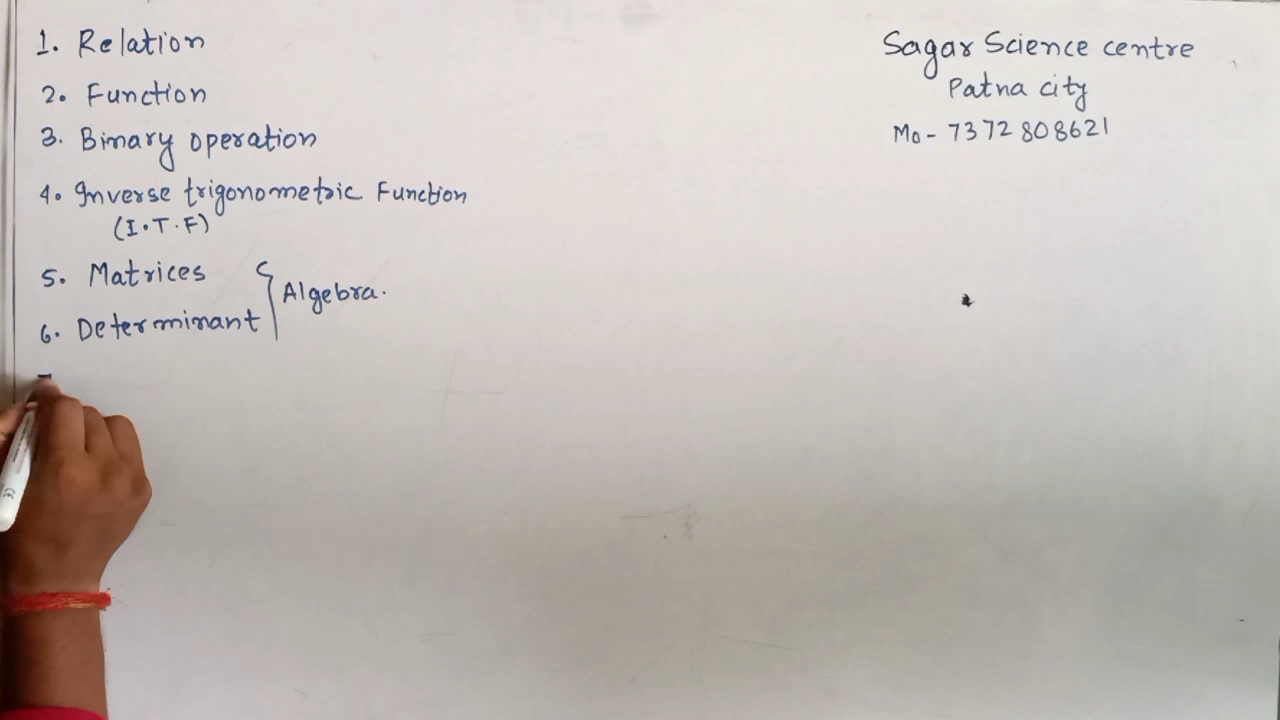 1. Relation
2. Function
3. Binary operation
4. Inverse trigonometric Function
(I.T.F)
5. Matrices
6. Determinant
Algebra.
Sagar Science centre
Patna city
Mo - 7372808621